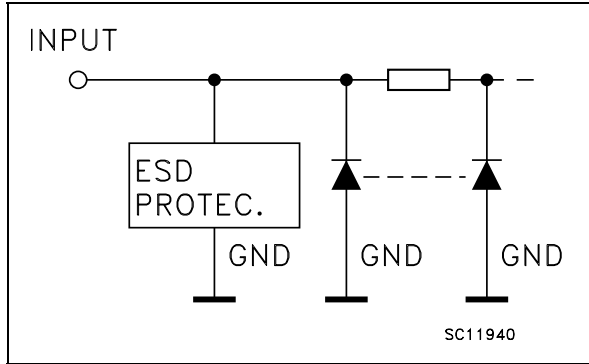 INPUT
ESD
PROTEC.
GND
GND
GND
SC11940